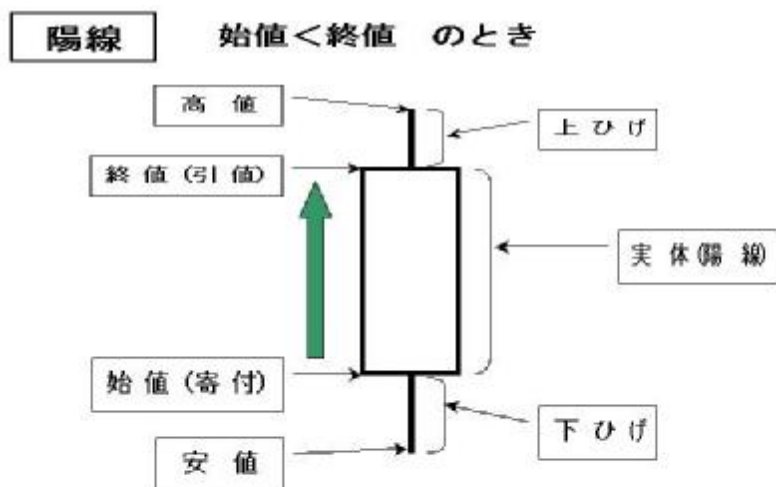 陽線 始値＜終値 のとき
高値
上ひげ
終値(引値)
実体(陽線)
始値(寄付)
下ひげ
安値